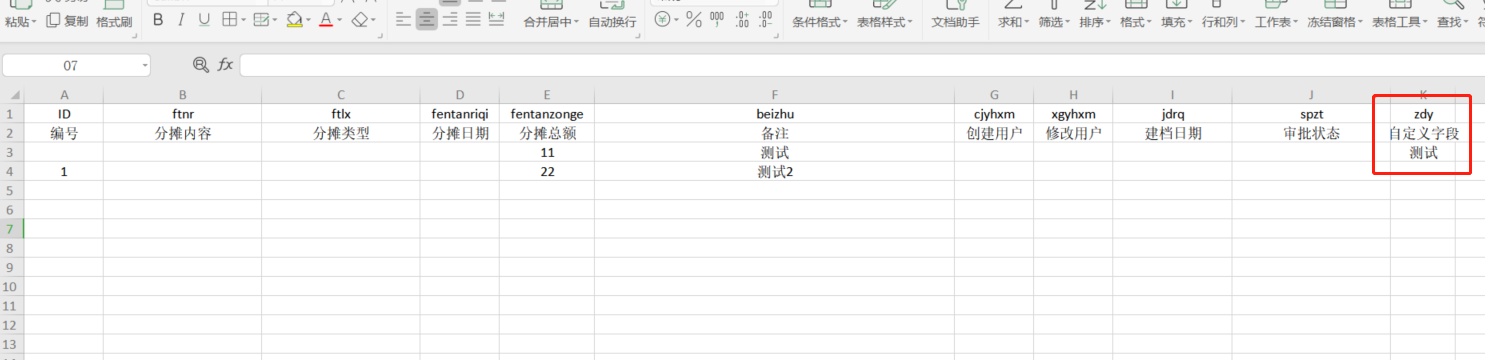 粘贴 复制 格式刷 B I U A 合并居中 自动换行 % 条件格式 表格样式 文档助手 求和 筛选 排序 格式 填充 行和列 工作表 冻结窗格 表格工具 查找
O7 fx
A B C D E F G H I J K
1 ID ftnr ftlx fentanriqi fentanzonge beizhu cjyhxm xgyhxm jdrq spzt zdy
2 编号 分摊内容 分摊类型 分摊日期 分摊总额 备注 创建用户 修改用户 建档日期 审批状态 自定义字段
3 11 测试 测试
4 1 22 测试2
5
6
7
8
9
10
11
12
13